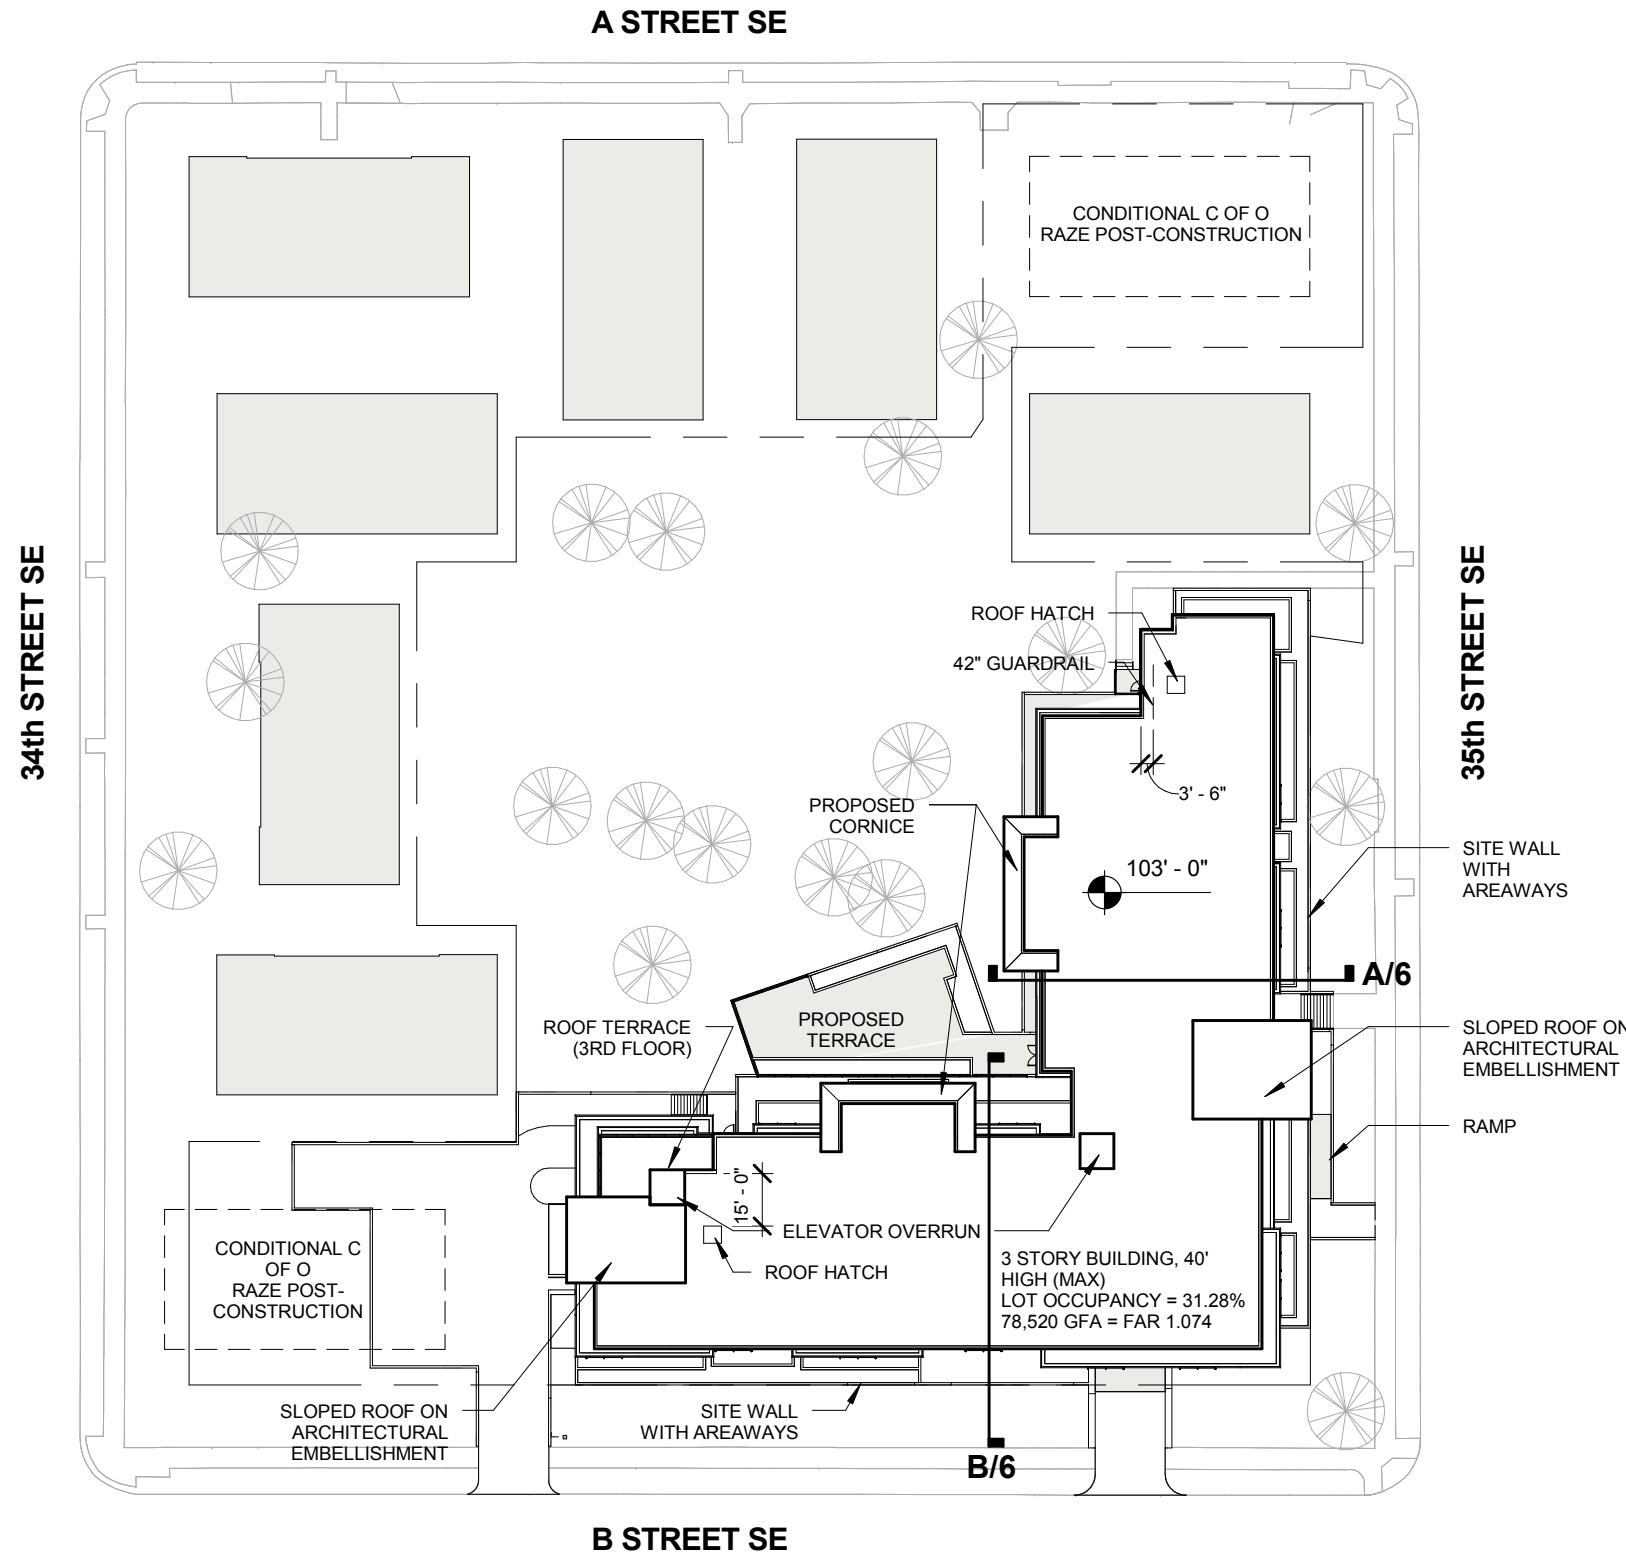 A STREET SE
CONDITIONAL C OF O
RAZE POST-CONSTRUCTION
34th STREET SE
35th STREET SE
ROOF HATCH
42" GUARDRAIL
3' - 6"
PROPOSED
CORNICE
103' - 0"
SITE WALL
WITH
AREAWAYS
A/6
PROPOSED
TERRACE
ROOF TERRACE
(3RD FLOOR)
SLOPED ROOF ON
ARCHITECTURAL
EMBELLISHMENT
RAMP
15' - 0"
ELEVATOR OVERRUN
ROOF HATCH
3 STORY BUILDING, 40'
HIGH (MAX)
LOT OCCUPANCY = 31.28%
78,520 GFA = FAR 1.074
CONDITIONAL C
OF O
RAZE POST-
CONSTRUCTION
SLOPED ROOF ON
ARCHITECTURAL
EMBELLISHMENT
SITE WALL
WITH AREAWAYS
B/6
B STREET SE